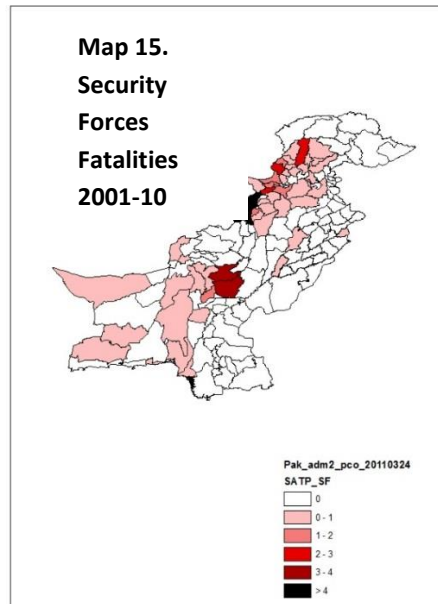 Map 15.
Security
Forces
Fatalities
2001-10
Pak_adm2_pco_20110324
SATP_SF
0
0 - 1
1 - 2
2 - 3
3 - 4
> 4